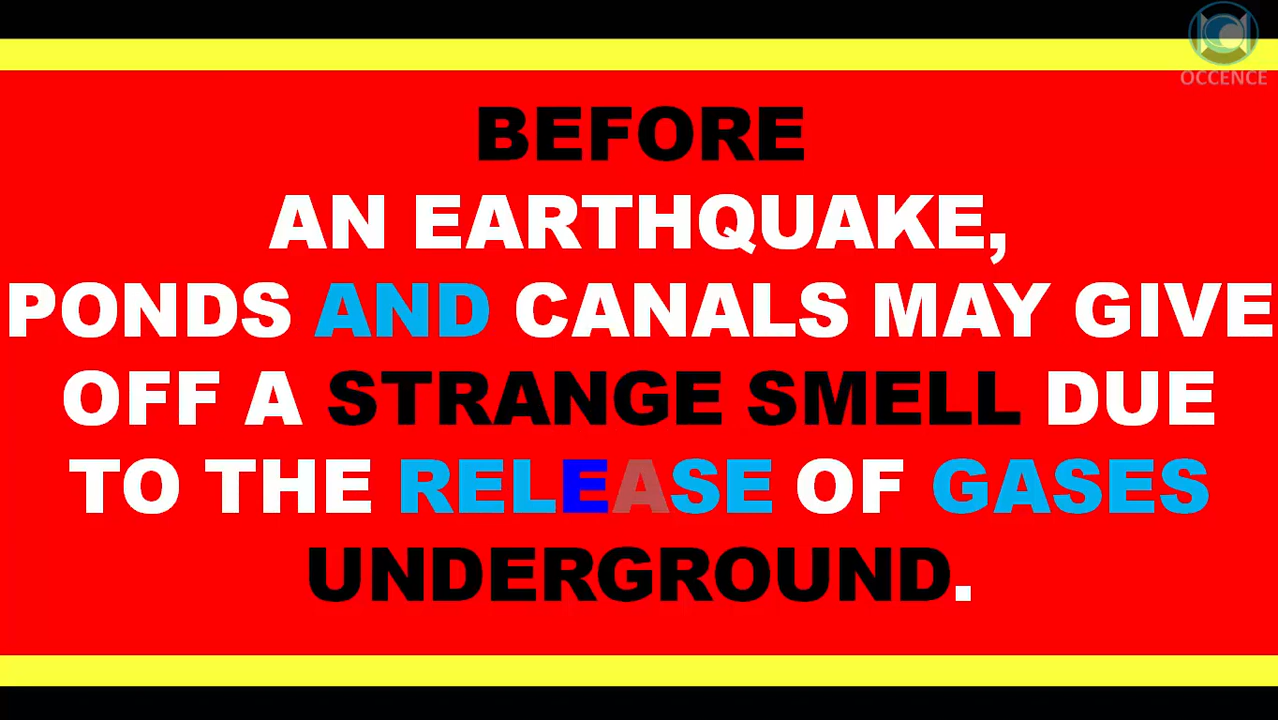 OCCENCE
BEFORE
AN EARTHQUAKE,
PONDS AND CANALS MAY GIVE
OFF A STRANGE SMELL DUE
TO THE RELEASE OF GASES
UNDERGROUND.